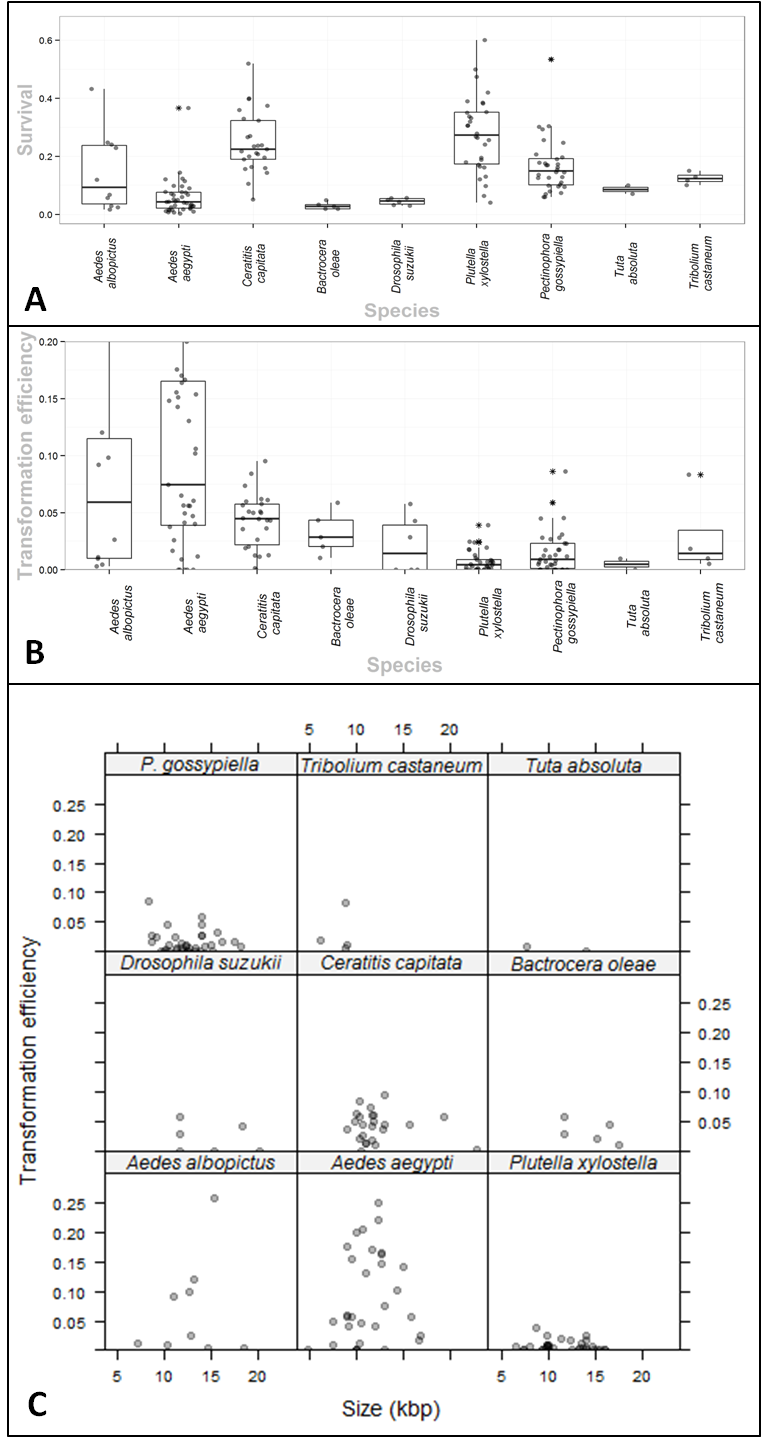 Survival
0.6
0.4
0.2
0.0
Aedes albopictus
Aedes aegypti
Ceratitis capitata
Bactrocera oleae
Drosophila suzukii
Plutella xylostella
Pectinophora gossypiella
Tuta absoluta
Tribolium castaneum
Species
A
Transformation efficiency
0.20
0.15
0.10
0.05
0.00
Aedes albopictus
Aedes aegypti
Ceratitis capitata
Bactrocera oleae
Drosophila suzukii
Plutella xylostella
Pectinophora gossypiella
Tuta absoluta
Tribolium castaneum
Species
B
5 10 15 20
P. gossypiella Tribolium castaneum Tuta absoluta
0.25
0.20
0.15
0.10
0.05
Drosophila suzukii Ceratitis capitata Bactrocera oleae
0.25
0.20
0.15
0.10
0.05
Aedes albopictus Aedes aegypti Plutella xylostella
0.25
0.20
0.15
0.10
0.05
Transformation efficiency
5 10 15 20 5 10 15 20
Size (kbp)
C